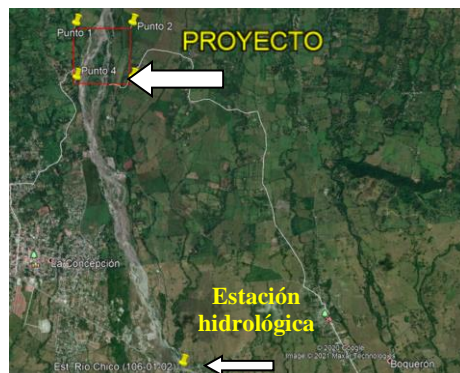 Punto 1
Punto 2
PROYECTO
Punto 4
La Concepción
Estación
hidrológica
© 2020 Google
Image © 2021 Maxar Technologies
Boquerón
Est. Rio Chico (106-01-02)